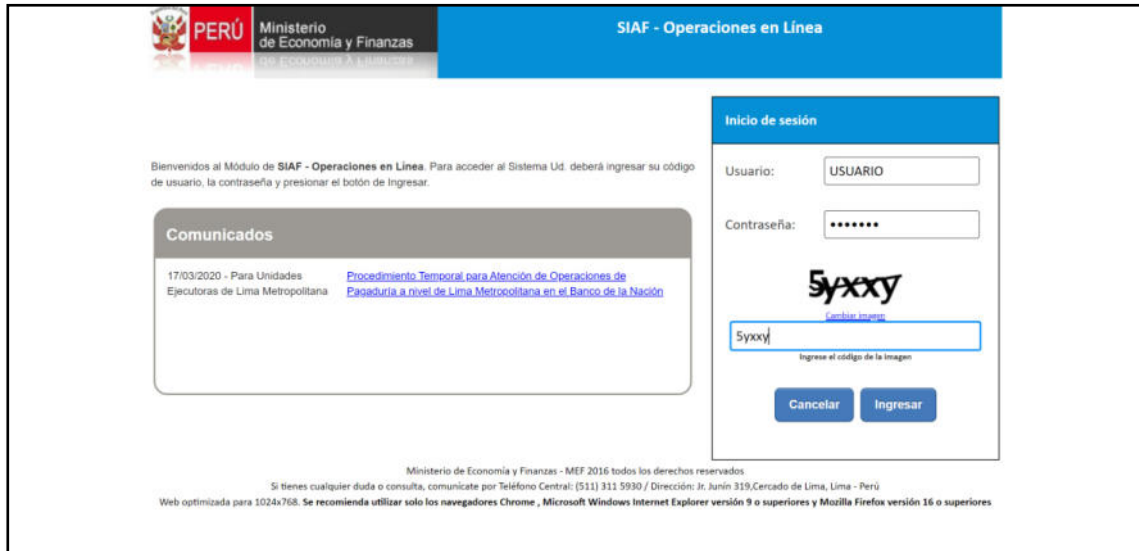 PERÚ
Ministerio
de Economía y Finanzas
SIAF - Operaciones en Línea
Bienvenidos al Módulo de SIAF - Operaciones en Línea. Para acceder al Sistema Ud. deberá ingresar su código
de usuario, la contraseña y presionar el botón de Ingresar.
Comunicados
17/03/2020 - Para Unidades
Ejecutoras de Lima Metropolitana
Procedimiento Temporal para Atención de Operaciones de
Pagaduría a nivel de Lima Metropolitana en el Banco de la Nación
Inicio de sesión
Usuario: USUARIO
Contraseña: •••••••
5yxxy
Cambiar imagen
5yxxy
Ingrese el código de la imagen
Cancelar Ingresar
Ministerio de Economía y Finanzas - MEF 2016 todos los derechos reservados
Si tienes cualquier duda o consulta, comunícate por Teléfono Central: (511) 311 5930 / Dirección: Jr. Junín 319,Cercado de Lima, Lima - Perú
Web optimizada para 1024x768. Se recomienda utilizar solo los navegadores Chrome , Microsoft Windows Internet Explorer versión 9 o superiores y Mozilla Firefox versión 16 o superiores